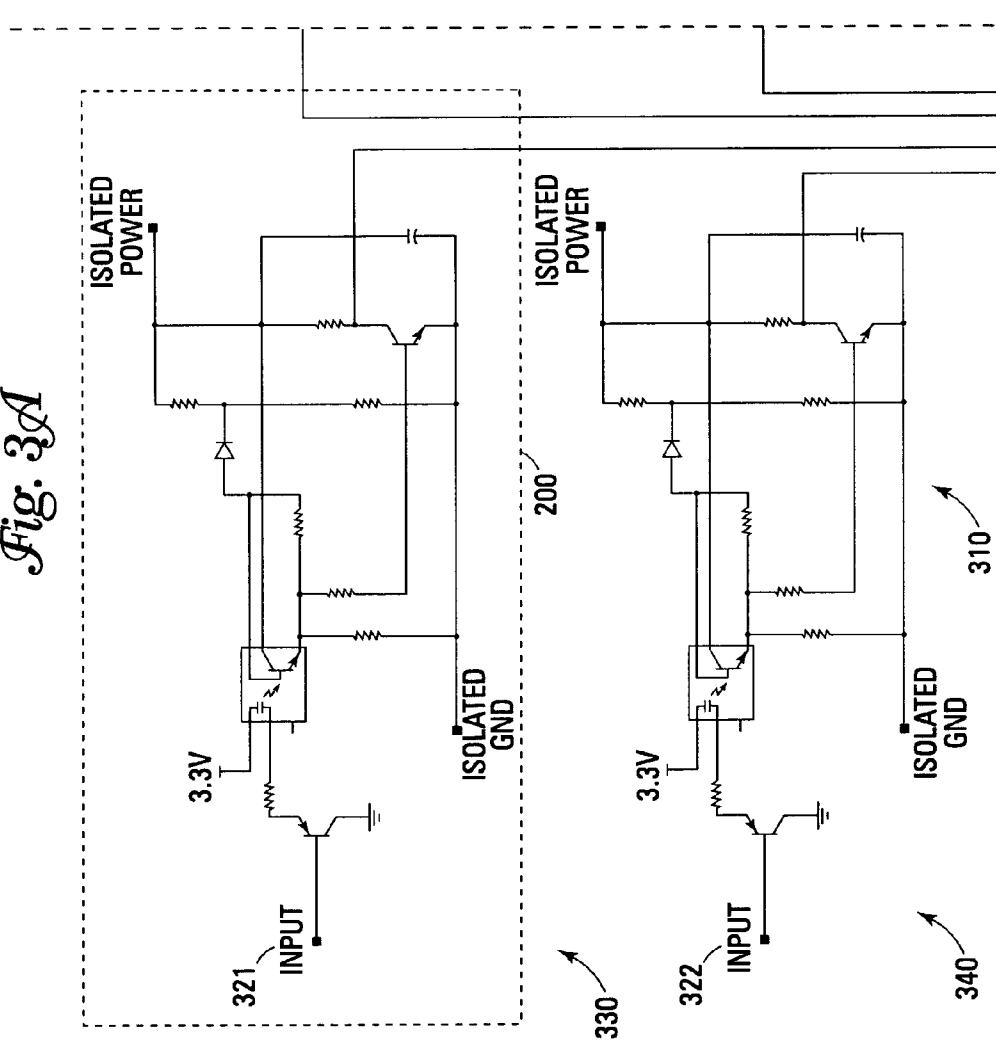 Fig. 3A
ISOLATED
POWER
200
3.3V
ISOLATED
GND
321
INPUT
330
ISOLATED
POWER
310
3.3V
ISOLATED
GND
322
INPUT
340